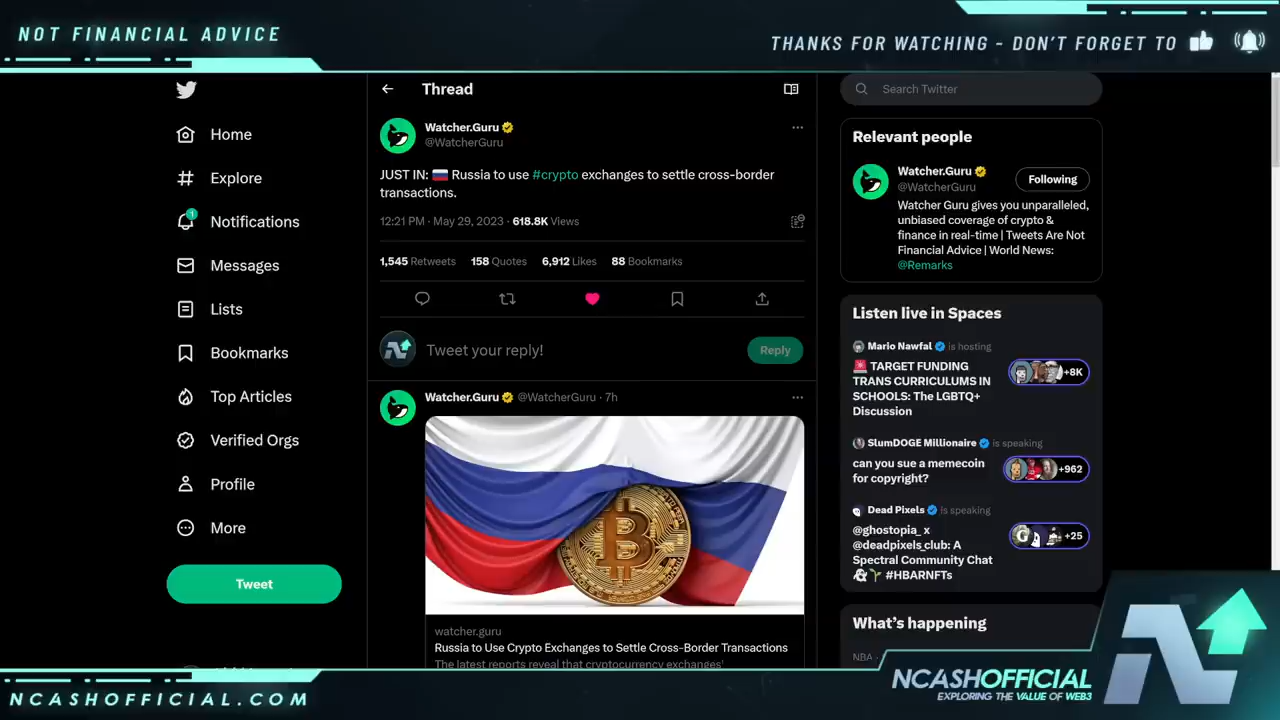 NOT FINANCIAL ADVICE
THANKS FOR WATCHING - DON'T FORGET TO
Home
Explore
1
Notifications
Messages
Lists
Bookmarks
Top Articles
Verified Orgs
Profile
More
Tweet
Thread
Watcher.Guru
@WatcherGuru
JUST IN: 🇷🇺 Russia to use #crypto exchanges to settle cross-border
transactions.
12:21 PM · May 29, 2023 · 618.8K Views
1,545 Retweets 158 Quotes 6,912 Likes 88 Bookmarks
Tweet your reply!
Reply
Watcher.Guru @WatcherGuru · 7h
watcher.guru
Russia to Use Crypto Exchanges to Settle Cross-Border Transactions
The latest reports reveal that cryptocurrency exchanges'
Search Twitter
Relevant people
Watcher.Guru
@WatcherGuru
Following
Watcher Guru gives you unparalleled,
unbiased coverage of crypto &
finance in real-time | Tweets Are Not
Financial Advice | World News:
@Remarks
Listen live in Spaces
Mario Nawfal is hosting
🚨 TARGET FUNDING
TRANS CURRICULUMS IN
SCHOOLS: The LGBTQ+
Discussion
+8K
SlumDOGE Millionaire is speaking
can you sue a memecoin
for copyright?
+962
Dead Pixels is speaking
@ghostopia_x
@deadpixels_club: A
Spectral Community Chat
👻🌱 #HBARNFTs
+25
What's happening
NBA ·
NCASHOFFICIAL.COM
NCASHOFFICIAL
EXPLORING THE VALUE OF WEB3